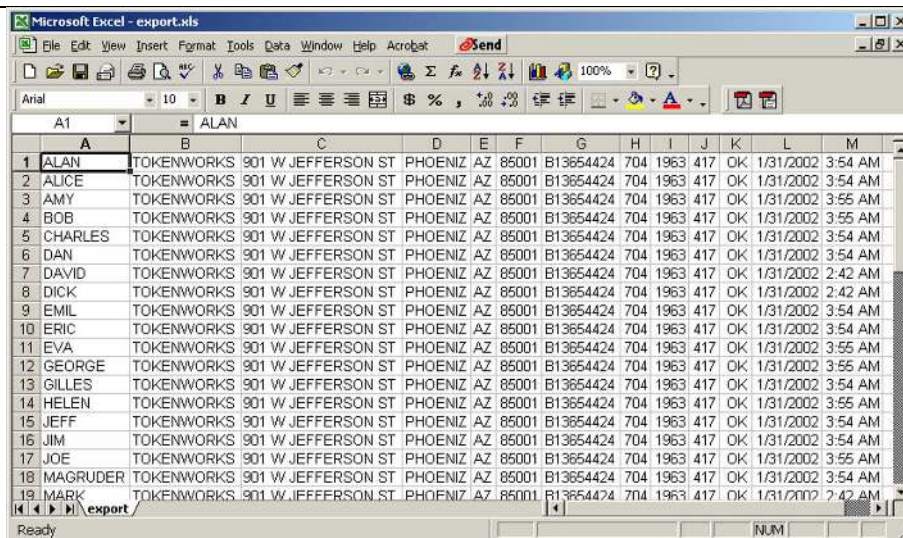 Microsoft Excel - export.xls
File Edit View Insert Format Tools Data Window Help Acrobat Send
100%
Arial 10 B I U $ % ,
A1 = ALAN
A B C D E F G H I J K L M
1 ALAN TOKENWORKS 901 W JEFFERSON ST PHOENIZ AZ 85001 B13654424 704 1963 417 OK 1/31/2002 3:54 AM
2 ALICE TOKENWORKS 901 W JEFFERSON ST PHOENIZ AZ 85001 B13654424 704 1963 417 OK 1/31/2002 3:54 AM
3 AMY TOKENWORKS 901 W JEFFERSON ST PHOENIZ AZ 85001 B13654424 704 1963 417 OK 1/31/2002 3:55 AM
4 BOB TOKENWORKS 901 W JEFFERSON ST PHOENIZ AZ 85001 B13654424 704 1963 417 OK 1/31/2002 3:55 AM
5 CHARLES TOKENWORKS 901 W JEFFERSON ST PHOENIZ AZ 85001 B13654424 704 1963 417 OK 1/31/2002 3:54 AM
6 DAN TOKENWORKS 901 W JEFFERSON ST PHOENIZ AZ 85001 B13654424 704 1963 417 OK 1/31/2002 3:54 AM
7 DAVID TOKENWORKS 901 W JEFFERSON ST PHOENIZ AZ 85001 B13654424 704 1963 417 OK 1/31/2002 2:42 AM
8 DICK TOKENWORKS 901 W JEFFERSON ST PHOENIZ AZ 85001 B13654424 704 1963 417 OK 1/31/2002 2:42 AM
9 EMIL TOKENWORKS 901 W JEFFERSON ST PHOENIZ AZ 85001 B13654424 704 1963 417 OK 1/31/2002 3:54 AM
10 ERIC TOKENWORKS 901 W JEFFERSON ST PHOENIZ AZ 85001 B13654424 704 1963 417 OK 1/31/2002 3:54 AM
11 EVA TOKENWORKS 901 W JEFFERSON ST PHOENIZ AZ 85001 B13654424 704 1963 417 OK 1/31/2002 3:55 AM
12 GEORGE TOKENWORKS 901 W JEFFERSON ST PHOENIZ AZ 85001 B13654424 704 1963 417 OK 1/31/2002 3:55 AM
13 GILLES TOKENWORKS 901 W JEFFERSON ST PHOENIZ AZ 85001 B13654424 704 1963 417 OK 1/31/2002 3:54 AM
14 HELEN TOKENWORKS 901 W JEFFERSON ST PHOENIZ AZ 85001 B13654424 704 1963 417 OK 1/31/2002 3:55 AM
15 JEFF TOKENWORKS 901 W JEFFERSON ST PHOENIZ AZ 85001 B13654424 704 1963 417 OK 1/31/2002 3:54 AM
16 JIM TOKENWORKS 901 W JEFFERSON ST PHOENIZ AZ 85001 B13654424 704 1963 417 OK 1/31/2002 3:54 AM
17 JOE TOKENWORKS 901 W JEFFERSON ST PHOENIZ AZ 85001 B13654424 704 1963 417 OK 1/31/2002 3:55 AM
18 MAGRUDER TOKENWORKS 901 W JEFFERSON ST PHOENIZ AZ 85001 B13654424 704 1963 417 OK 1/31/2002 3:54 AM
19 MARK TOKENWORKS 901 W JEFFERSON ST PHOENIZ AZ 85001 B13654424 704 1963 417 OK 1/31/2002 2:42 AM
export
Ready NUM